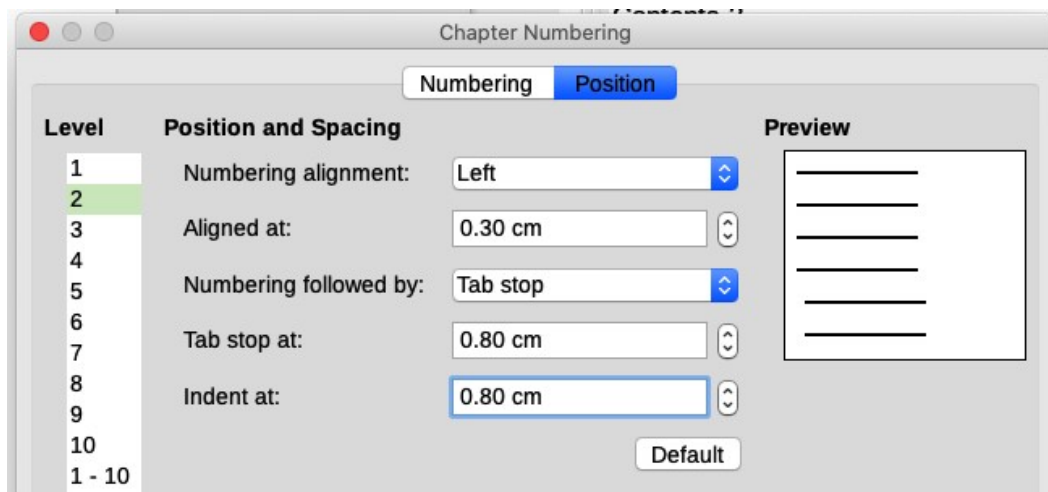 Chapter Numbering
Numbering Position
Level Position and Spacing Preview
1
2
3
4
5
6
7
8
9
10
1 - 10
Numbering alignment: Left
Aligned at: 0.30 cm
Numbering followed by: Tab stop
Tab stop at: 0.80 cm
Indent at: 0.80 cm
Default